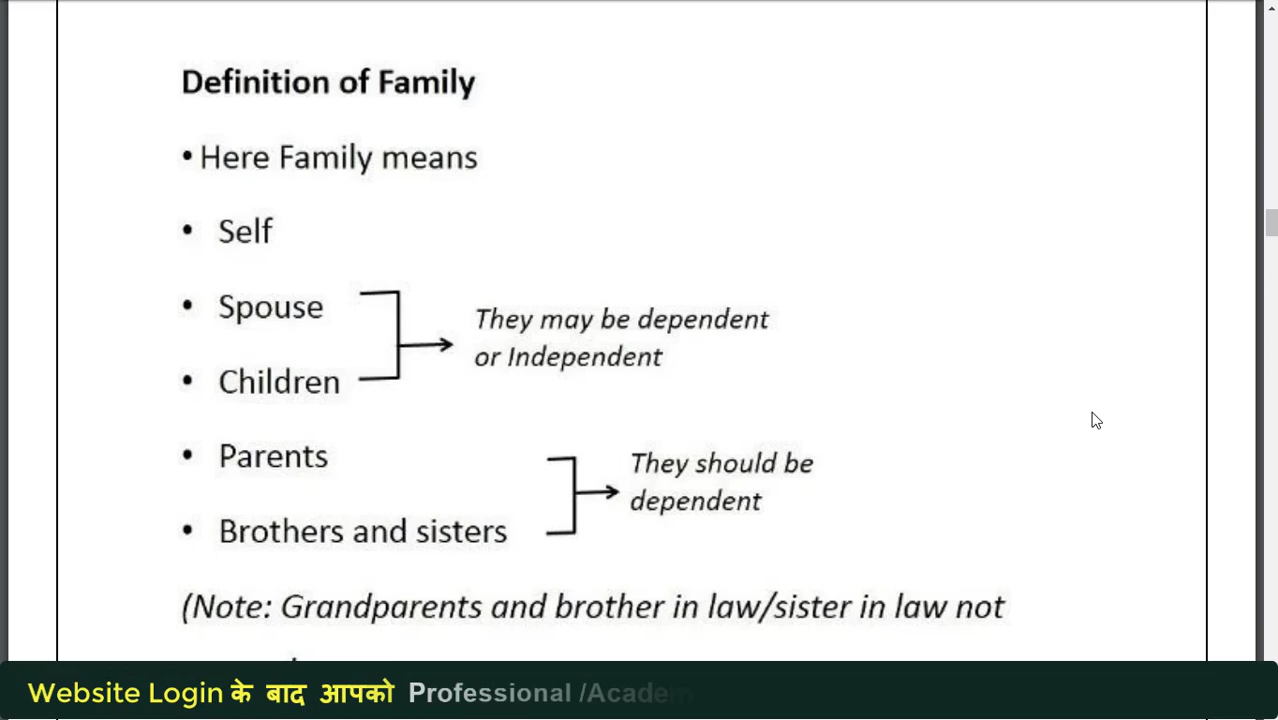 Definition of Family
• Here Family means
• Self
• Spouse
They may be dependent
or Independent
• Children
• Parents
They should be
dependent
• Brothers and sisters
(Note: Grandparents and brother in law/sister in law not
Website Login के बाद आपको Professional /Academ